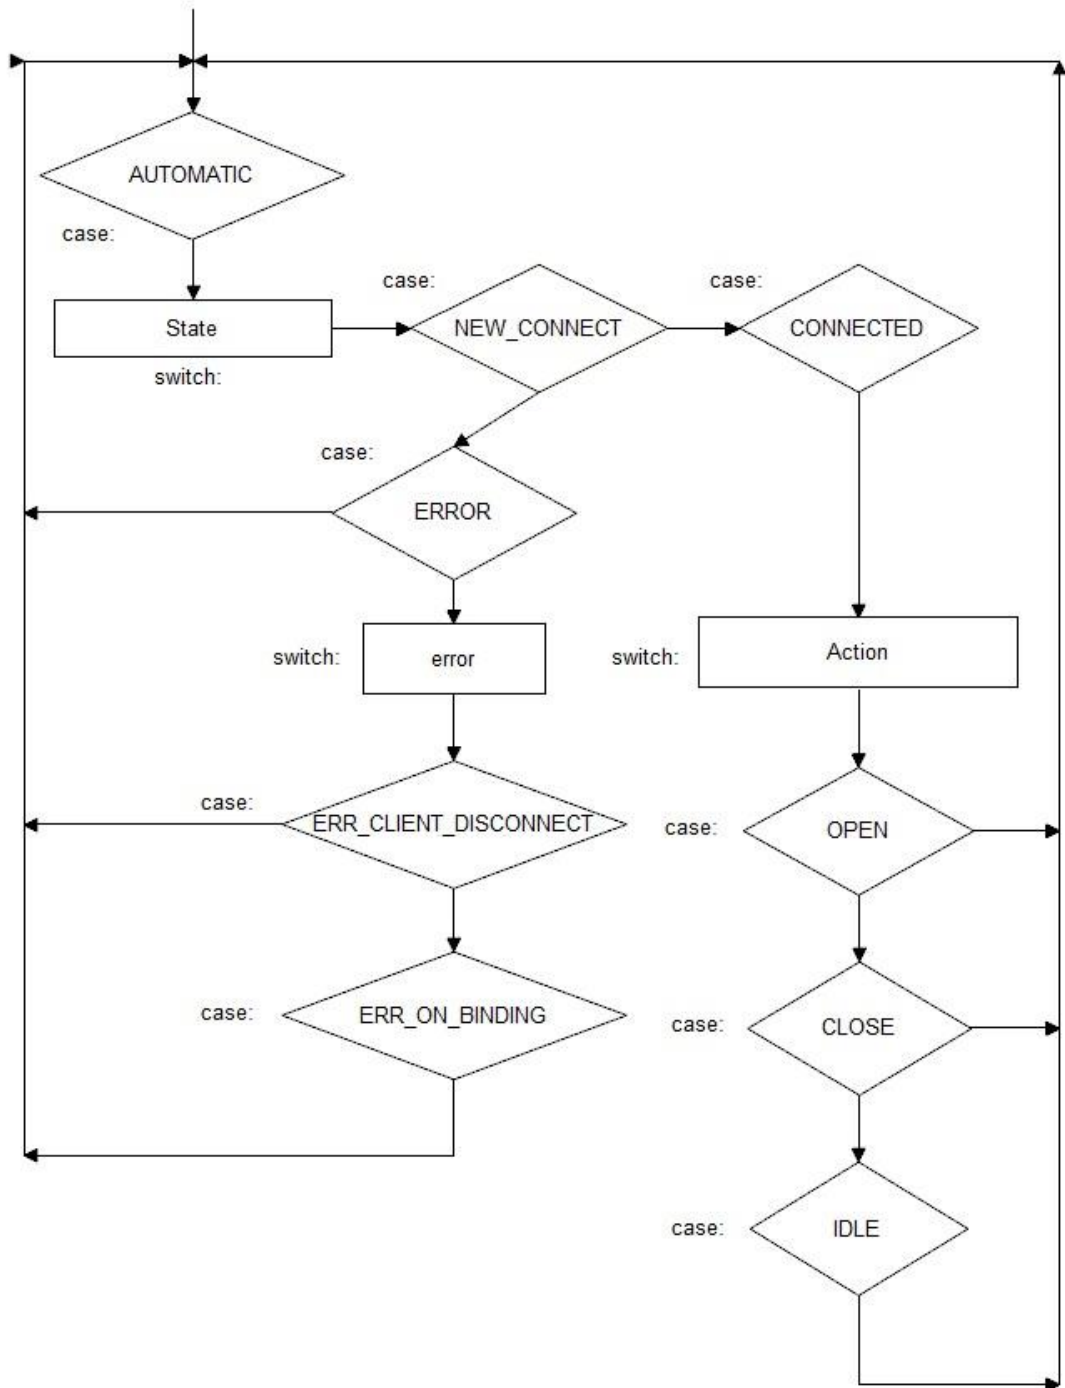 AUTOMATIC
case:
case:
case:
State
NEW_CONNECT
CONNECTED
switch:
case:
ERROR
switch:
error
switch:
Action
case:
ERR_CLIENT_DISCONNECT
case:
OPEN
case:
ERR_ON_BINDING
case:
CLOSE
case:
IDLE